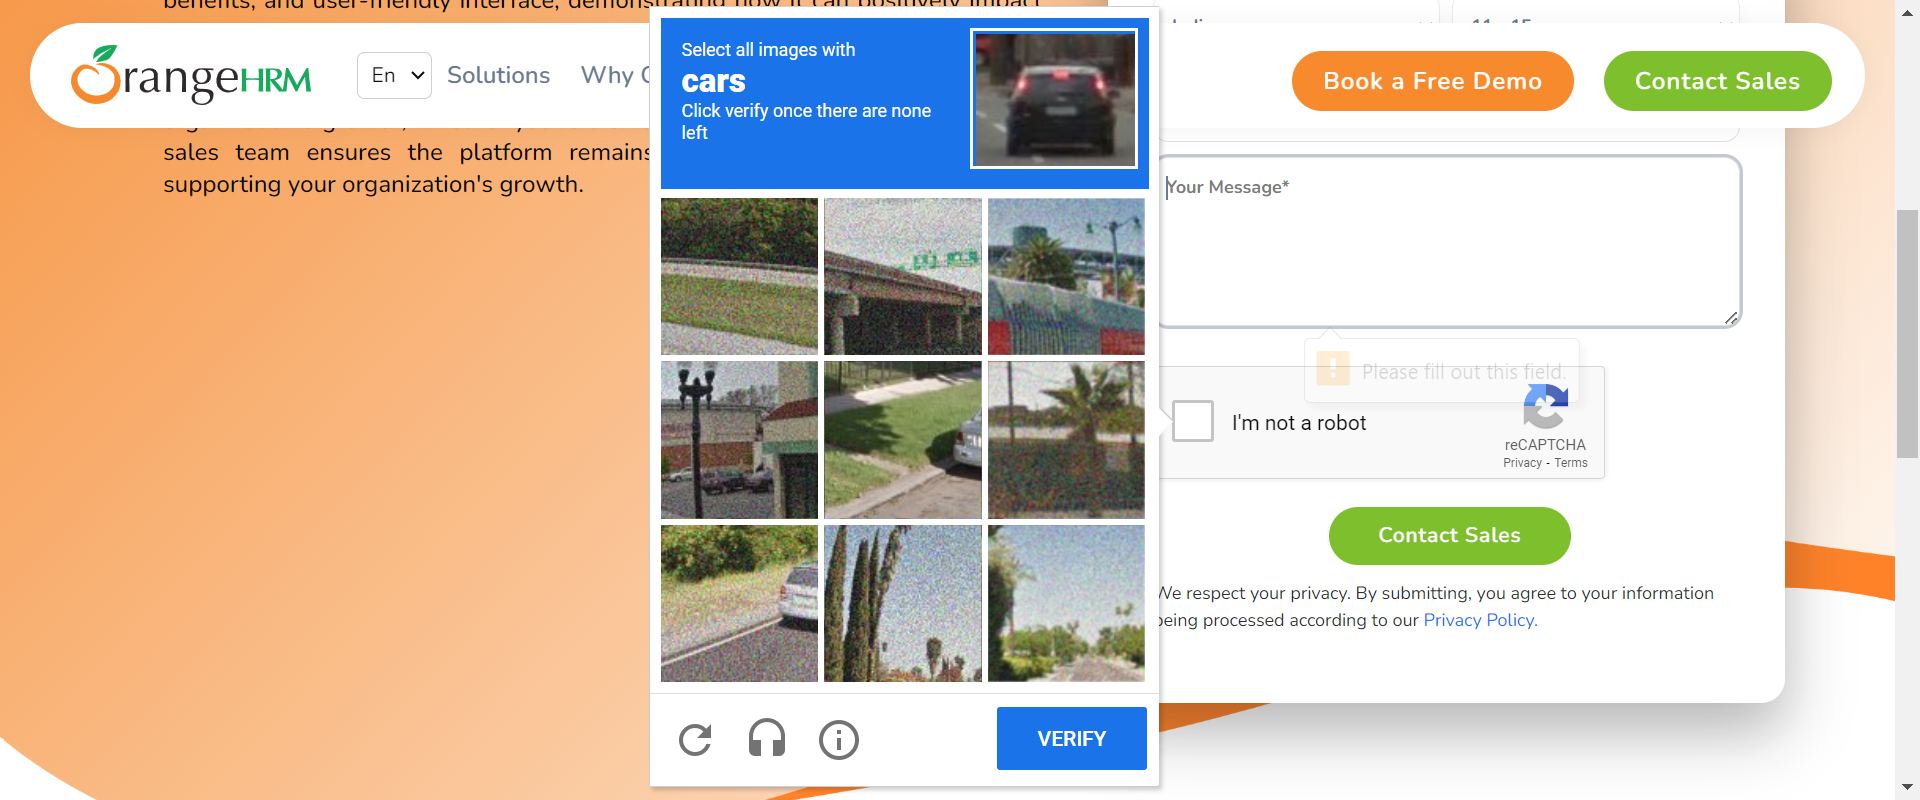 benefits, and user-friendly interface, demonstrating how it can positively impact
OrangeHRM
En
Solutions
Why
Book a Free Demo
Contact Sales
sales team ensures the platform remains
supporting your organization's growth.
Select all images with
cars
Click verify once there are none
left
VERIFY
Your Message*
Please fill out this field.
I'm not a robot
reCAPTCHA
Privacy - Terms
Contact Sales
We respect your privacy. By submitting, you agree to your information
being processed according to our Privacy Policy.